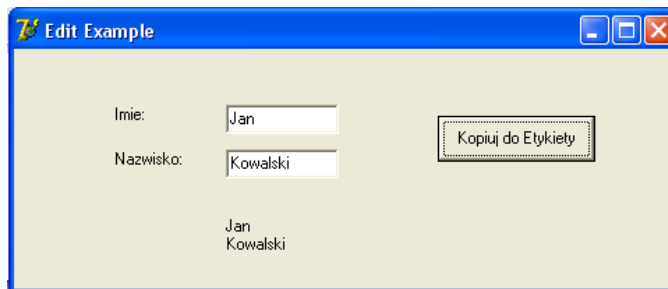 Edit Example
Imie:
Jan
Kopiuj do Etykiety
Nazwisko:
Kowalski
Jan
Kowalski